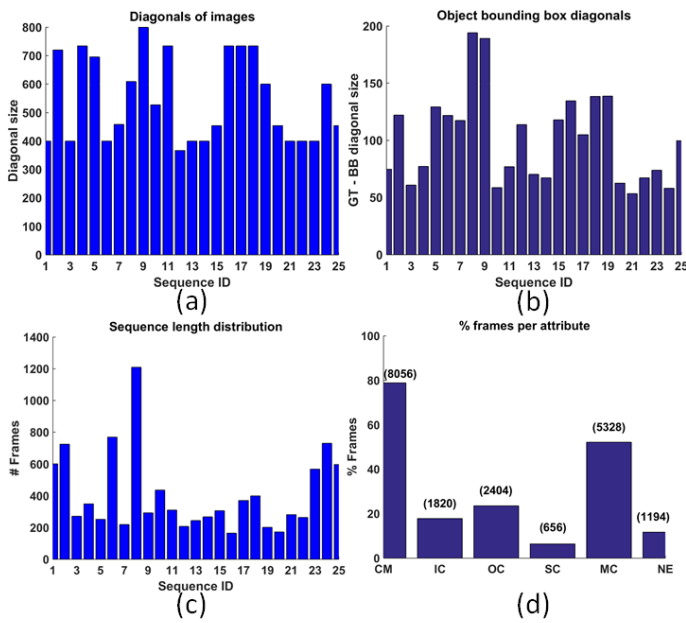 Diagonals of images
800
700
600
500
400
300
200
100
0
Diagonal size
1 3 5 7 9 11 13 15 17 19 21 23 25
Sequence ID
(a)
Object bounding box diagonals
200
150
100
50
0
GT - BB diagonal size
1 3 5 7 9 11 13 15 17 19 21 23 25
Sequence ID
(b)
Sequence length distribution
1400
1200
1000
800
600
400
200
0
# Frames
1 3 5 7 9 11 13 15 17 19 21 23 25
Sequence ID
(c)
% frames per attribute
100
80
60
40
20
0
% Frames
(8056)
(1820)
(2404)
(656)
(5328)
(1194)
CM IC OC SC MC NE
(d)